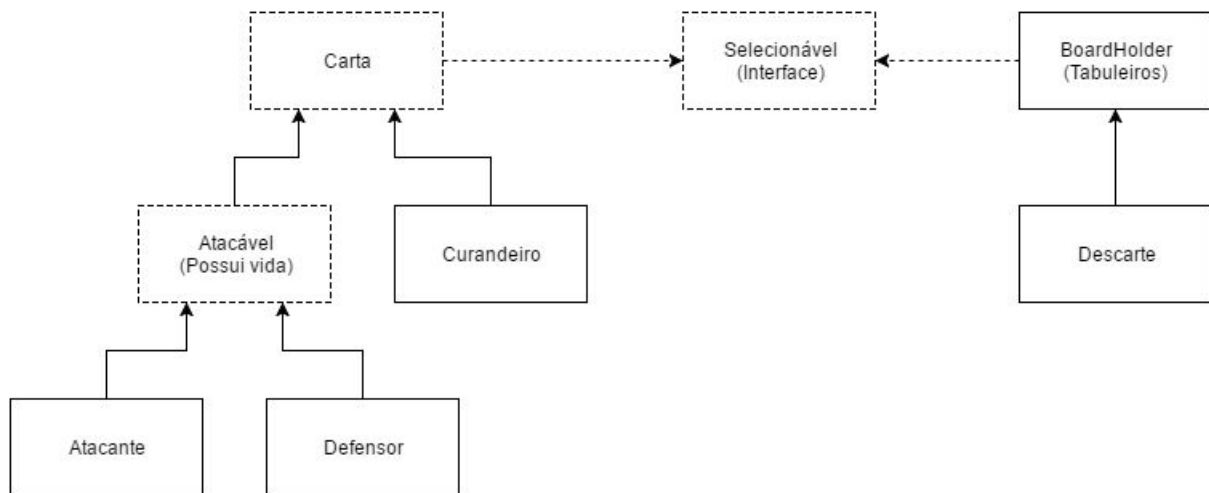 Carta
Selecionável
(Interface)
BoardHolder
(Tabuleiros)
Atacável
(Possui vida)
Curandeiro
Descarte
Atacante
Defensor